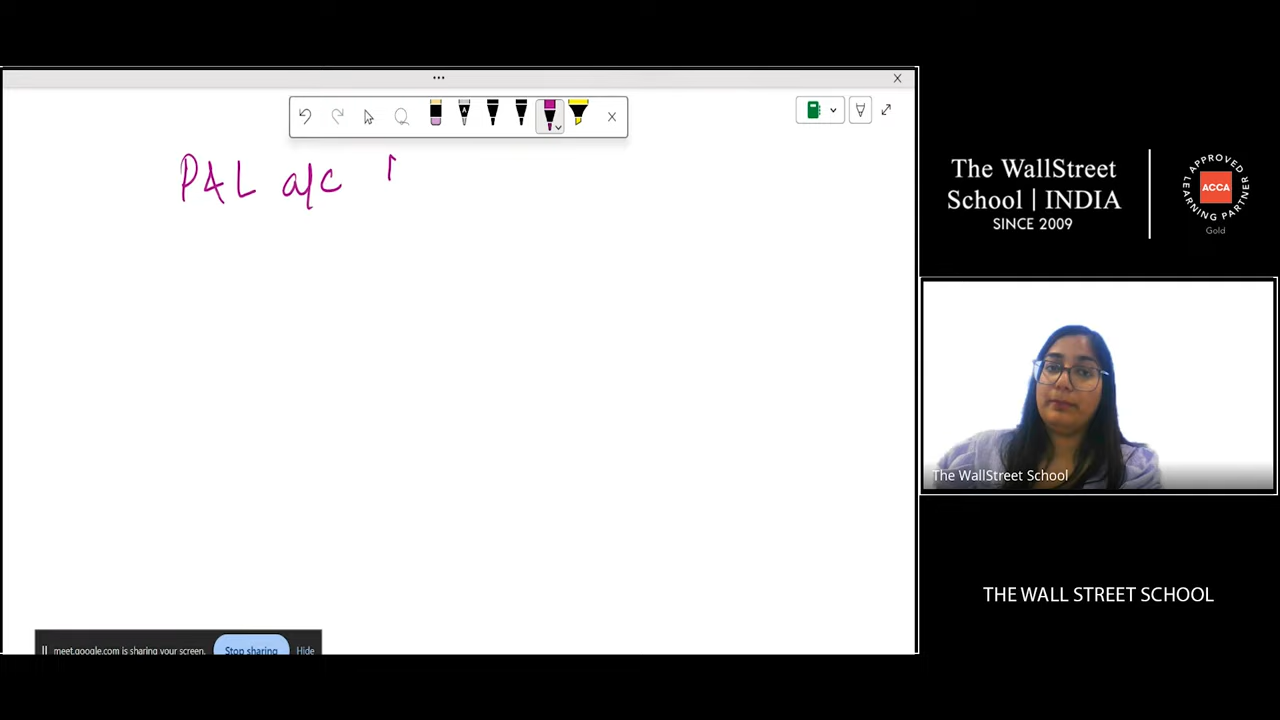 PAL a/c
The WallStreet
School | INDIA
SINCE 2009
APPROVED
ACCA
LEARNING PARTNER
Gold
The WallStreet School
THE WALL STREET SCHOOL
meet.google.com is sharing your screen. Stop sharing Hide